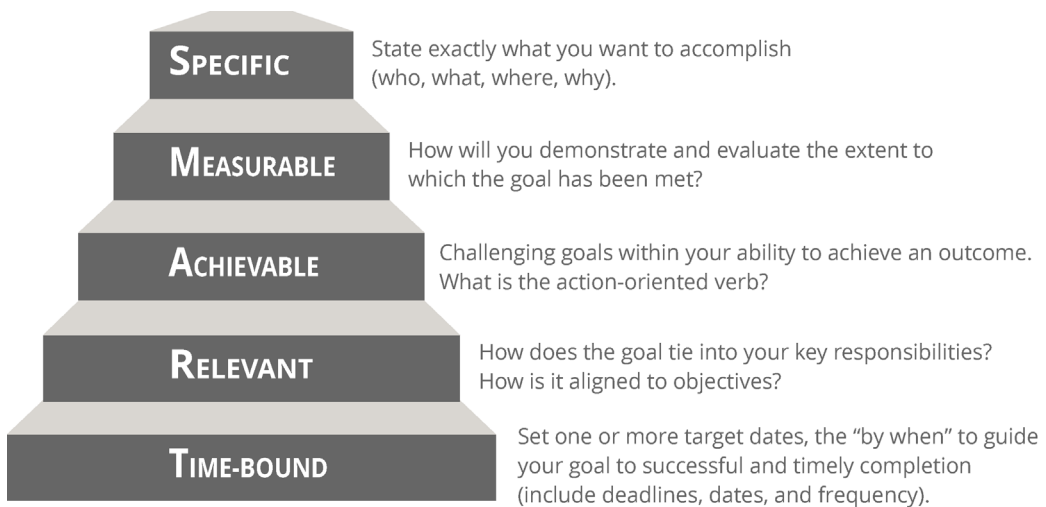 SPECIFIC
State exactly what you want to accomplish
(who, what, where, why).
MEASURABLE
How will you demonstrate and evaluate the extent to
which the goal has been met?
ACHIEVABLE
Challenging goals within your ability to achieve an outcome.
What is the action-oriented verb?
RELEVANT
How does the goal tie into your key responsibilities?
How is it aligned to objectives?
TIME-BOUND
Set one or more target dates, the “by when” to guide
your goal to successful and timely completion
(include deadlines, dates, and frequency).